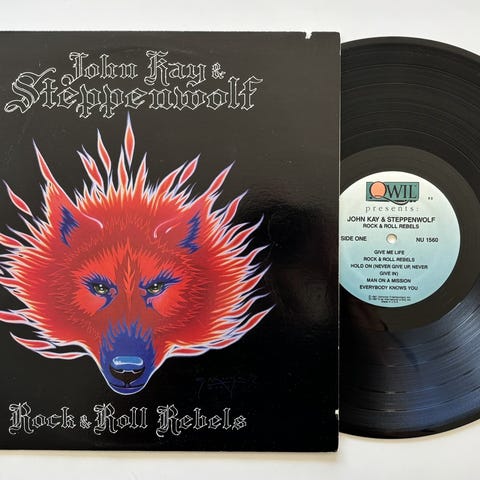 John Kay &
Steppenwolf
Rock & Roll Rebels
QWIL
presents:
JOHN KAY & STEPPENWOLF
ROCK & ROLL REBELS
SIDE ONE
NU 1560
GIVE ME LIFE
ROCK & ROLL REBELS
HOLD ON (NEVER GIVE UP, NEVER
GIVE IN)
MAN ON A MISSION
EVERYBODY KNOWS YOU